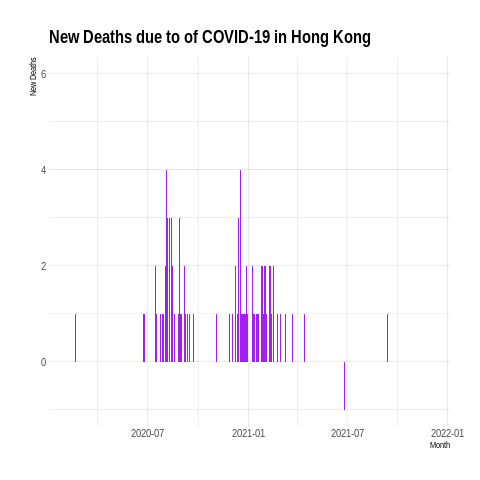 New Deaths due to of COVID-19 in Hong Kong
New Deaths
6
4
2
0
2020-07 2021-01 2021-07 2022-01
Month